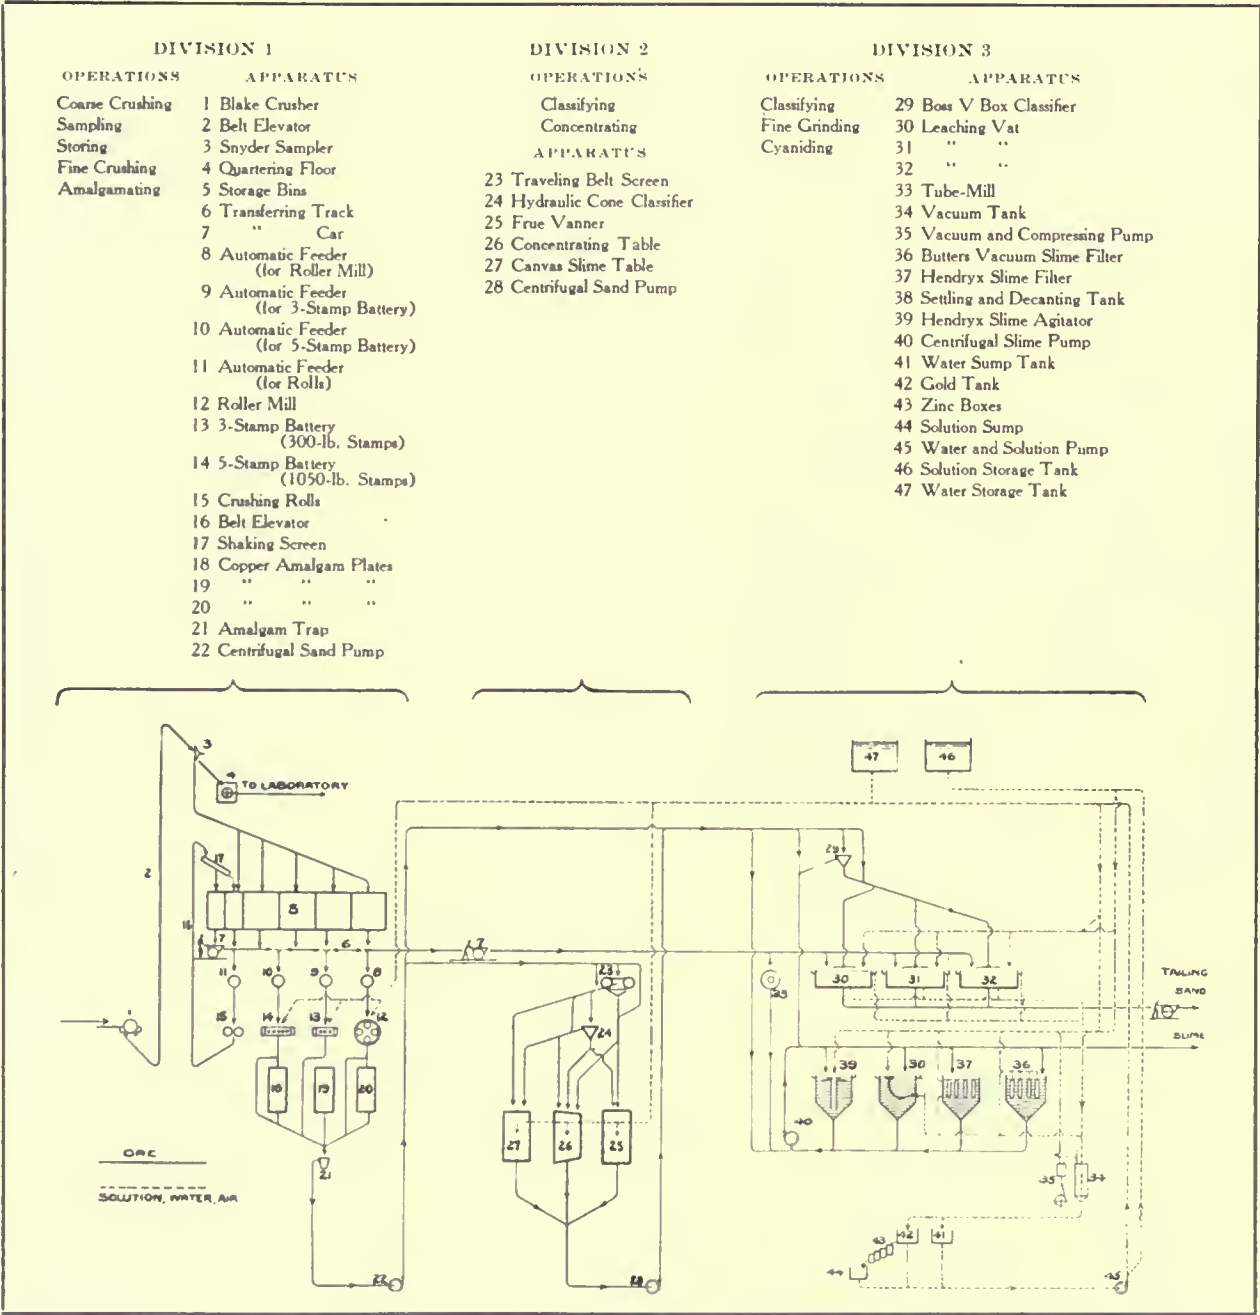 DIVISION 1
OPERATIONS
APPARATUS
Coarse Crushing
Sampling
Storing
Fine Crushing
Amalgamating
1 Blake Crusher
2 Belt Elevator
3 Snyder Sampler
4 Quartering Floor
5 Storage Bins
6 Transferring Track
7 " Car
8 Automatic Feeder
(for Roller Mill)
9 Automatic Feeder
(for 3-Stamp Battery)
10 Automatic Feeder
(for 5-Stamp Battery)
11 Automatic Feeder
(for Rolls)
12 Roller Mill
13 3-Stamp Battery
(300-lb. Stamps)
14 5-Stamp Battery
(1050-lb. Stamps)
15 Crushing Rolls
16 Belt Elevator
17 Shaking Screen
18 Copper Amalgam Plates
19 " " "
20 " " "
21 Amalgam Trap
22 Centrifugal Sand Pump
DIVISION 2
OPERATIONS
Classifying
Concentrating
APPARATUS
23 Traveling Belt Screen
24 Hydraulic Cone Classifier
25 Frue Vanner
26 Concentrating Table
27 Canvas Slime Table
28 Centrifugal Sand Pump
DIVISION 3
OPERATIONS
APPARATUS
Classifying
Fine Grinding
Cyaniding
29 Boss V Box Classifier
30 Leaching Vat
31 " "
32 " "
33 Tube-Mill
34 Vacuum Tank
35 Vacuum and Compressing Pump
36 Butters Vacuum Slime Filter
37 Hendryx Slime Filter
38 Settling and Decanting Tank
39 Hendryx Slime Agitator
40 Centrifugal Slime Pump
41 Water Sump Tank
42 Gold Tank
43 Zinc Boxes
44 Solution Sump
45 Water and Solution Pump
46 Solution Storage Tank
47 Water Storage Tank
3
4
TO LABORATORY
47
46
2
17
29
5
16
7
6
7
11
10
9
8
23
30
31
32
TAILING
SAND
1
15
14
13
12
24
SLIME
39
37
36
18
19
20
40
27
26
25
21
ORE
35
34
SOLUTION, WATER, AIR
42
41
43
44
22
28
45